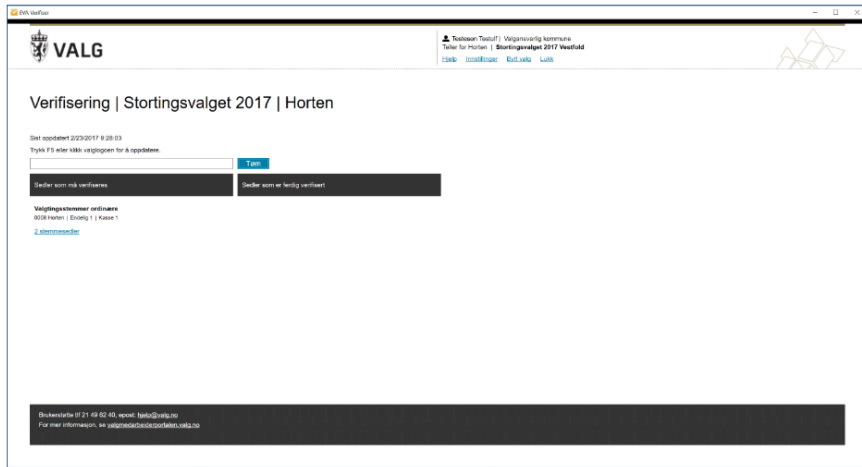 EVA Verifiser
VALG
Testesen Testulf | Valgansvarlig kommune
Teller for Horten | Stortingsvalget 2017 Vestfold
Hjelp Innstillinger Bytt valg Lukk
Verifisering | Stortingsvalget 2017 | Horten
Sist oppdatert 2/23/2017 9:28:03
Trykk F5 eller klikk valglogoen for å oppdatere.
Tøm
Sedler som må verifiseres
Sedler som er ferdig verifisert
Valgtingsstemmer ordinære
0008 Horten | Endelig 1 | Kasse 1
2 stemmesedler
Brukerstøtte tlf 21 49 62 40, epost: hjelp@valg.no
For mer informasjon, se valgmedarbeiderportalen.valg.no